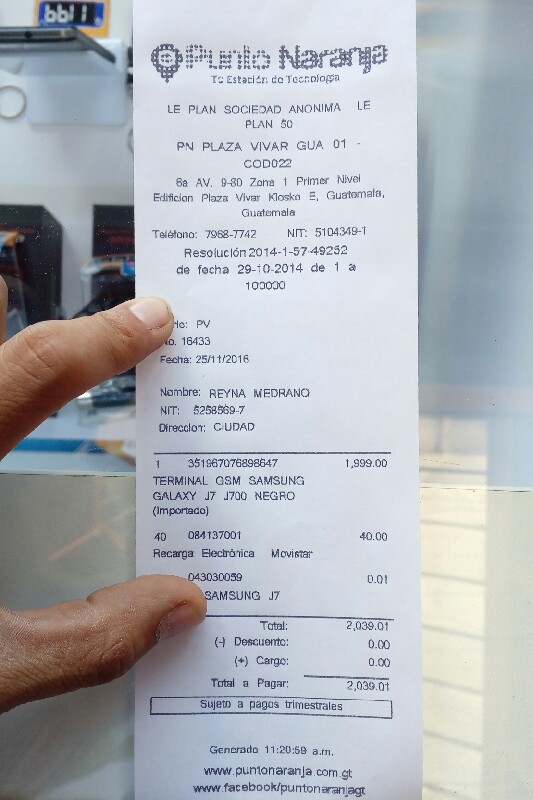 bbl i
Punto Naranja
Tu Estación de Tecnología
LE PLAN SOCIEDAD ANONIMA LE
PLAN 50
PN PLAZA VIVAR GUA 01 -
COD022
6a AV. 9-80 Zona 1 Primer Nivel
Edificion Plaza Vivar Kiosko E, Guatemala,
Guatemala
Teléfono: 7968-7742 NIT: 5104349-1
Resolución 2014-1-57-49252
de fecha 29-10-2014 de 1 a
100000
PV
No. 16433
Fecha: 25/11/2016
Nombre: REYNA MEDRANO
NIT: 5258569-7
Direccion: CIUDAD
1 351967076898647 1,999.00
TERMINAL GSM SAMSUNG
GALAXY J7 J700 NEGRO
(Importado)
40 084137001 40.00
Recarga Electrónica Movistar
043030059 0.01
SAMSUNG J7
Total: 2,039.01
(-) Descuento: 0.00
(+) Cargo: 0.00
Total a Pagar: 2,039.01
Sujeto a pagos trimestrales
Generado 11:20:59 a.m.
www.puntonaranja.com.gt
www.facebook/puntonaranjagt